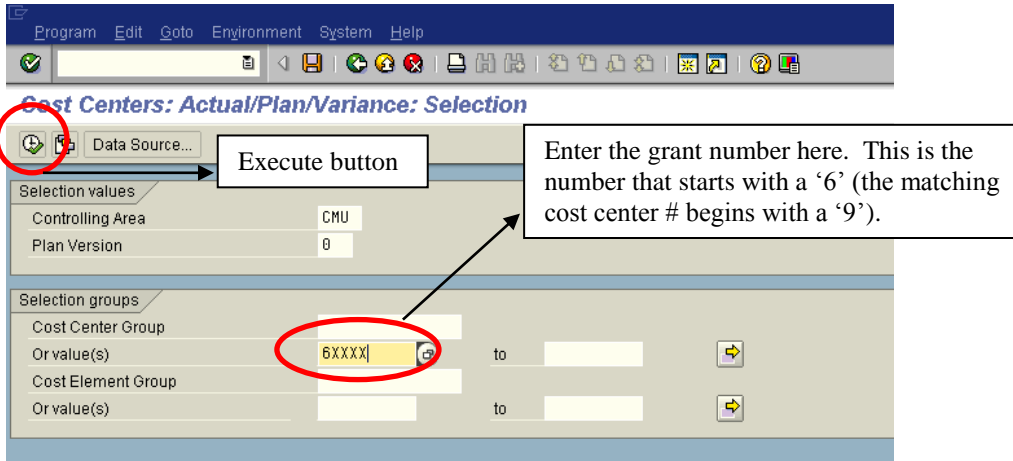 Program Edit Goto Environment System Help
Cost Centers: Actual/Plan/Variance: Selection
Data Source...
Execute button
Enter the grant number here. This is the
number that starts with a ‘6’ (the matching
cost center # begins with a ‘9’).
Selection values
Controlling Area CMU
Plan Version 0
Selection groups
Cost Center Group
Or value(s) 6XXXX to
Cost Element Group
Or value(s) to